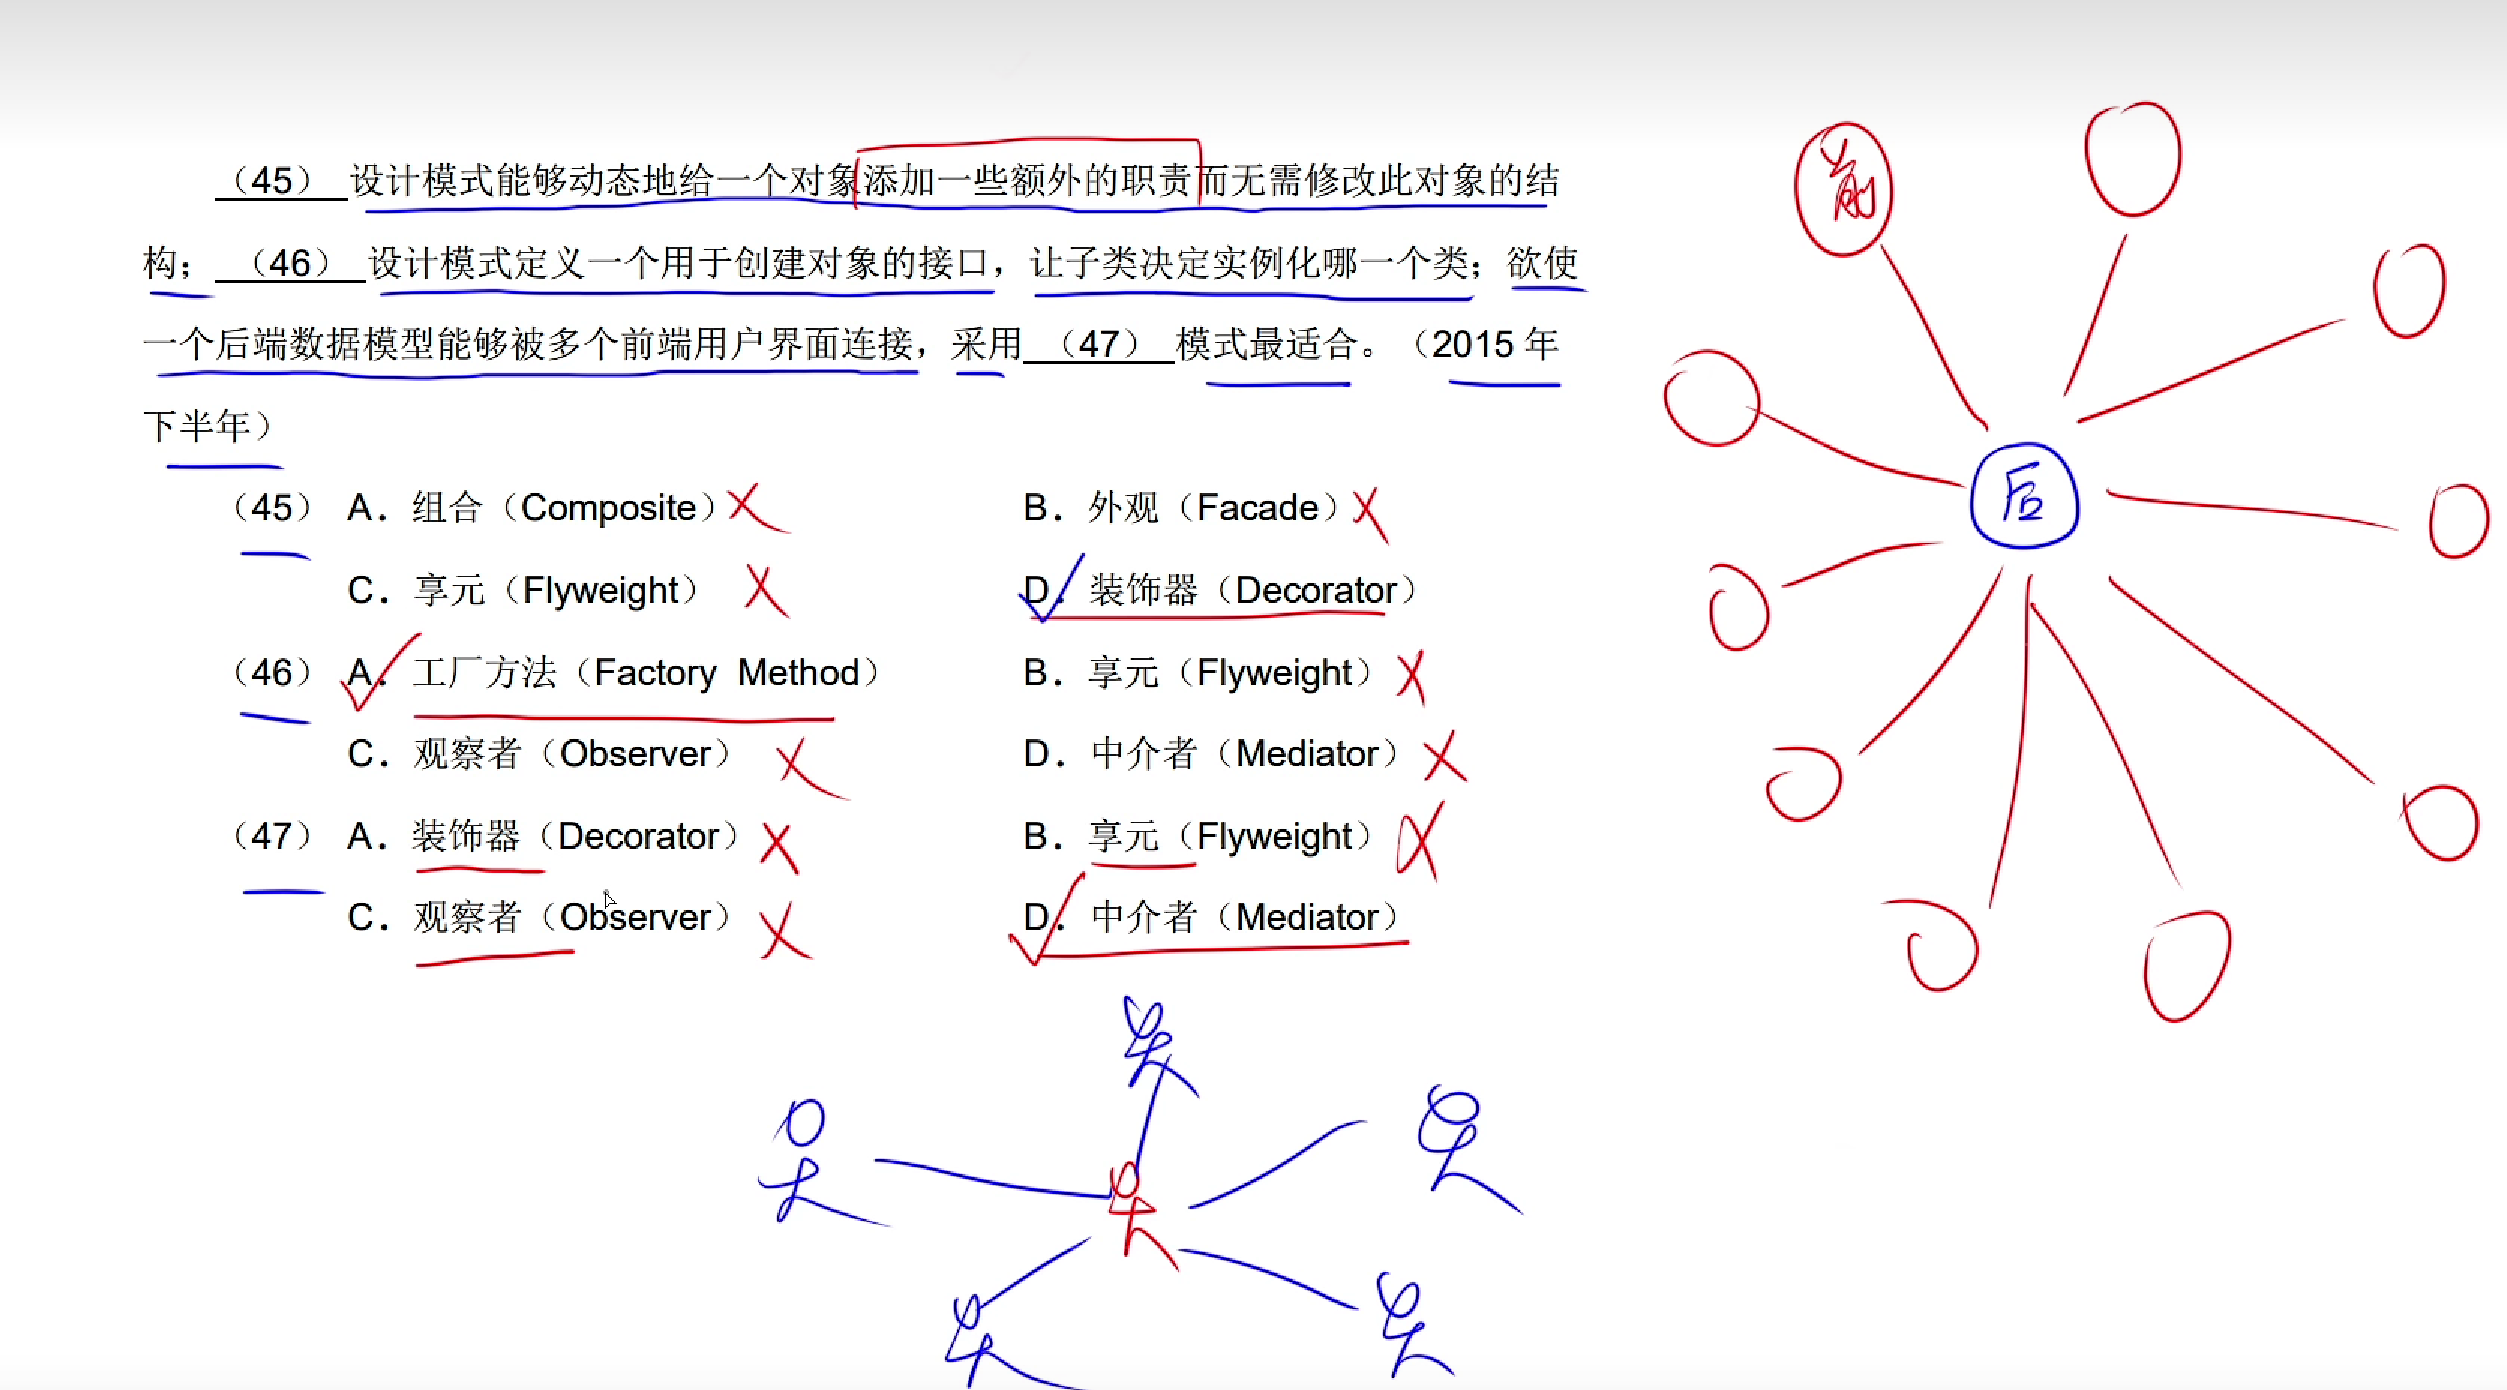 （45） 设计模式能够动态地给一个对象添加一些额外的职责而无需修改此对象的结
构； （46） 设计模式定义一个用于创建对象的接口，让子类决定实例化哪一个类；欲使
一个后端数据模型能够被多个前端用户界面连接，采用 （47） 模式最适合。（2015 年
下半年）
（45） A．组合（Composite） B．外观（Facade）
C．享元（Flyweight） D．装饰器（Decorator）
（46） A．工厂方法（Factory Method） B．享元（Flyweight）
C．观察者（Observer） D．中介者（Mediator）
（47） A．装饰器（Decorator） B．享元（Flyweight）
C．观察者（Observer） D．中介者（Mediator）
前
后